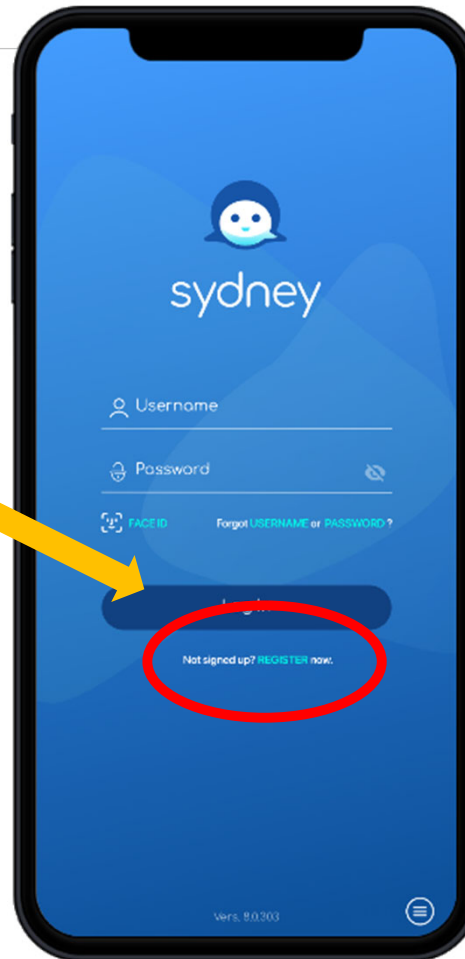 sydney
Username
Password
FACE ID Forgot USERNAME or PASSWORD ?
Not signed up? REGISTER now.
Vers. 8.0.303